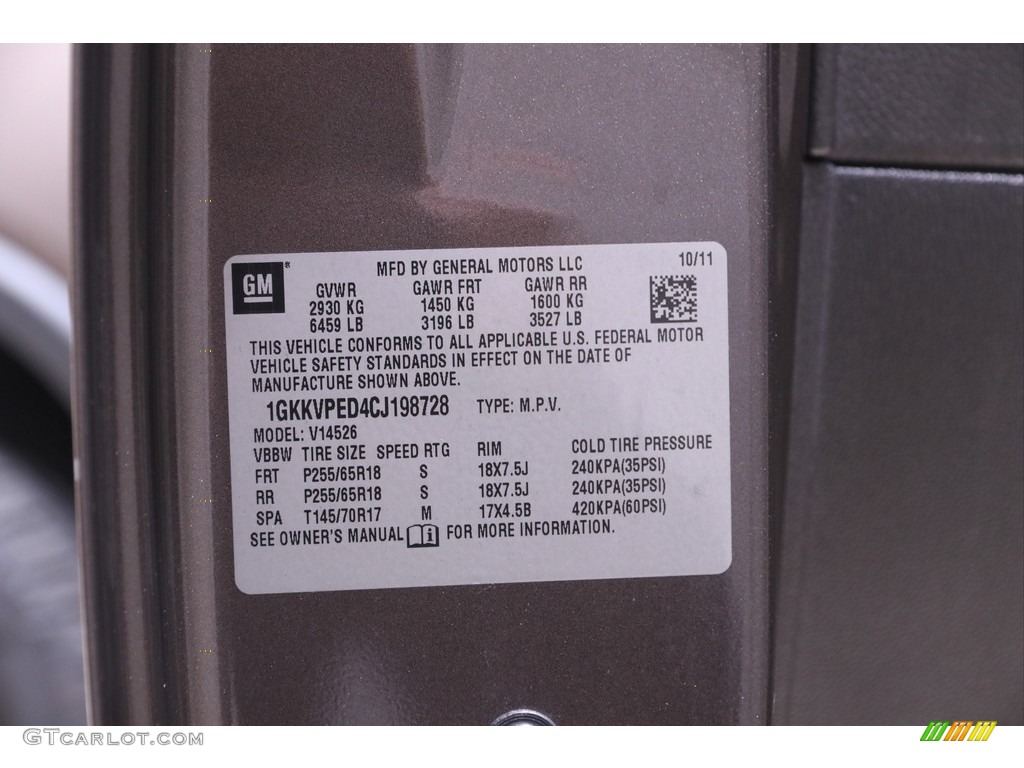 MFD BY GENERAL MOTORS LLC 10/11
GM®
GVWR GAWR FRT GAWR RR
2930 KG 1450 KG 1600 KG
6459 LB 3196 LB 3527 LB
THIS VEHICLE CONFORMS TO ALL APPLICABLE U.S. FEDERAL MOTOR
VEHICLE SAFETY STANDARDS IN EFFECT ON THE DATE OF
MANUFACTURE SHOWN ABOVE.
1GKKVPED4CJ198728 TYPE: M.P.V.
MODEL: V14526
VBBW TIRE SIZE SPEED RTG RIM COLD TIRE PRESSURE
FRT P255/65R18 S 18X7.5J 240KPA(35PSI)
RR P255/65R18 S 18X7.5J 240KPA(35PSI)
SPA T145/70R17 M 17X4.5B 420KPA(60PSI)
SEE OWNER'S MANUAL i FOR MORE INFORMATION.
GTcarlot.com